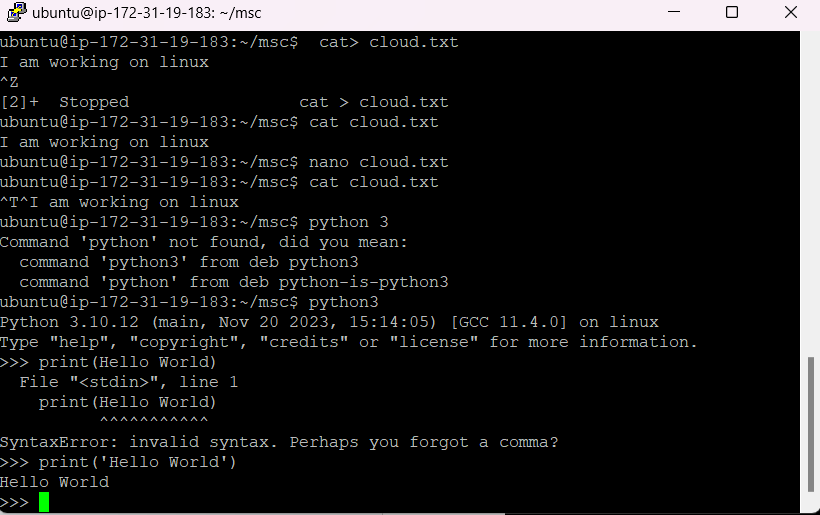 ubuntu@ip-172-31-19-183: ~/msc
ubuntu@ip-172-31-19-183:~/msc$  cat> cloud.txt
I am working on linux
^Z
[2]+  Stopped                 cat > cloud.txt
ubuntu@ip-172-31-19-183:~/msc$ cat cloud.txt
I am working on linux
ubuntu@ip-172-31-19-183:~/msc$ nano cloud.txt
ubuntu@ip-172-31-19-183:~/msc$ cat cloud.txt
^T^I am working on linux
ubuntu@ip-172-31-19-183:~/msc$ python 3
Command 'python' not found, did you mean:
  command 'python3' from deb python3
  command 'python' from deb python-is-python3
ubuntu@ip-172-31-19-183:~/msc$ python3
Python 3.10.12 (main, Nov 20 2023, 15:14:05) [GCC 11.4.0] on linux
Type "help", "copyright", "credits" or "license" for more information.
>>> print(Hello World)
  File "<stdin>", line 1
    print(Hello World)
          ^^^^^^^^^^^
SyntaxError: invalid syntax. Perhaps you forgot a comma?
>>> print('Hello World')
Hello World
>>>